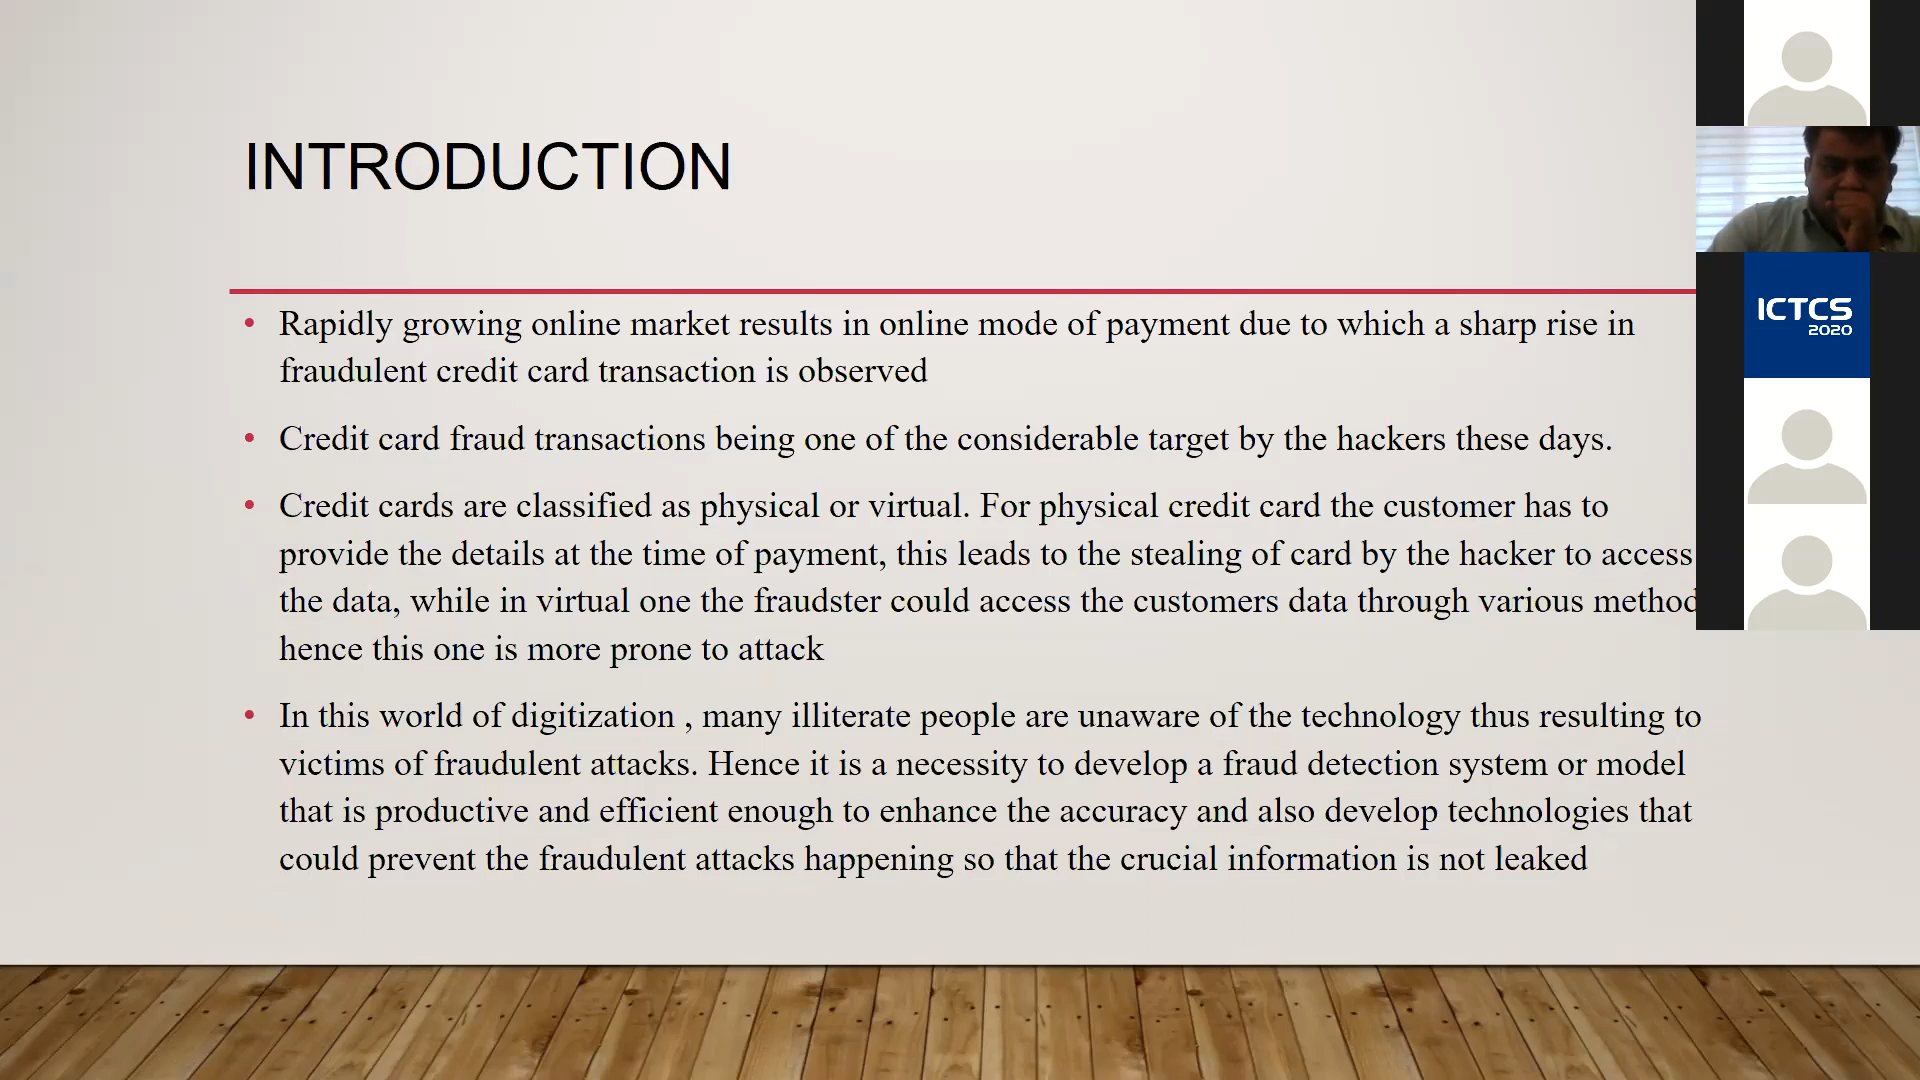 INTRODUCTION
• Rapidly growing online market results in online mode of payment due to which a sharp rise in
fraudulent credit card transaction is observed
• Credit card fraud transactions being one of the considerable target by the hackers these days.
• Credit cards are classified as physical or virtual. For physical credit card the customer has to
provide the details at the time of payment, this leads to the stealing of card by the hacker to access
the data, while in virtual one the fraudster could access the customers data through various method
hence this one is more prone to attack
• In this world of digitization , many illiterate people are unaware of the technology thus resulting to
victims of fraudulent attacks. Hence it is a necessity to develop a fraud detection system or model
that is productive and efficient enough to enhance the accuracy and also develop technologies that
could prevent the fraudulent attacks happening so that the crucial information is not leaked
ICTCS
2020